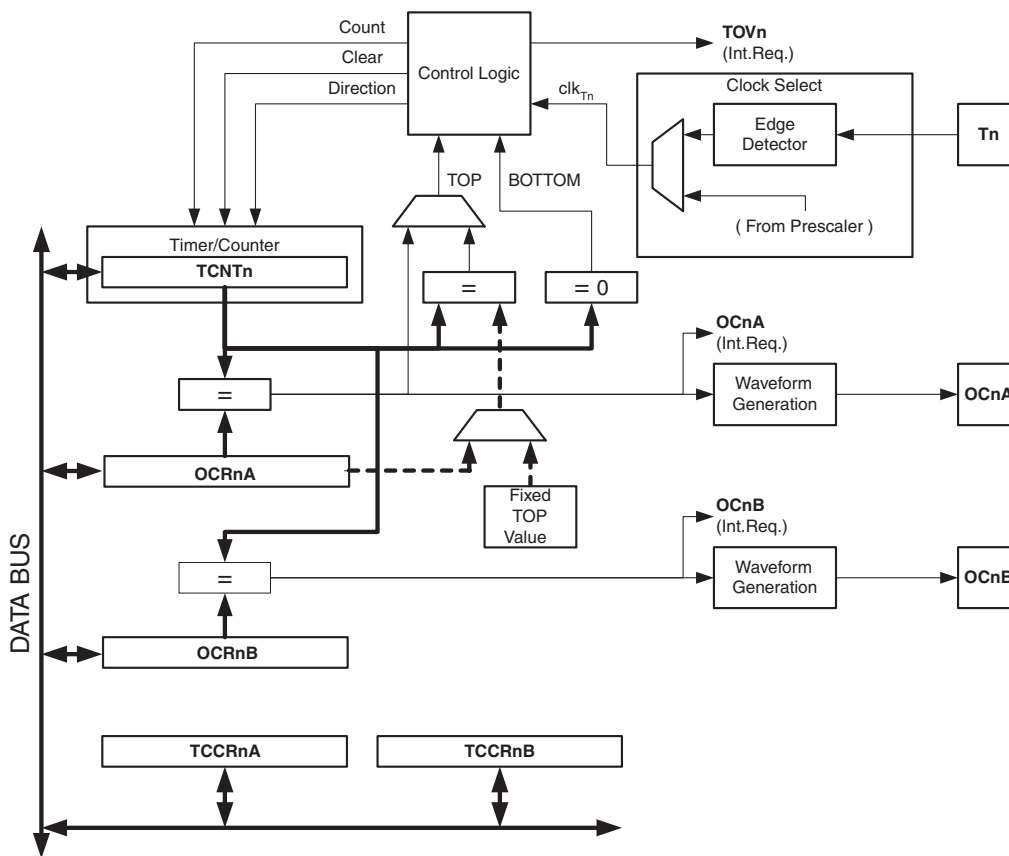 Count
Clear
Direction
Control Logic
TOVn
(Int.Req.)
clkTn
Clock Select
Edge
Detector
Tn
( From Prescaler )
TOP
BOTTOM
Timer/Counter
TCNTn
=
= 0
OCnA
(Int.Req.)
=
Waveform
Generation
OCnA
OCRnA
Fixed
TOP
Value
OCnB
(Int.Req.)
=
Waveform
Generation
OCnB
OCRnB
DATA BUS
TCCRnA
TCCRnB